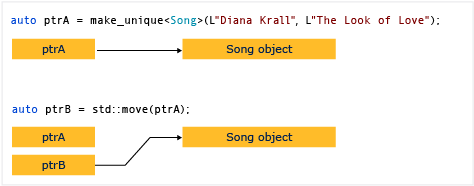 auto ptrA = make_unique<Song>(L"Diana Krall", L"The Look of Love");
ptrA Song object
auto ptrB = std::move(ptrA);
ptrA Song object
ptrB